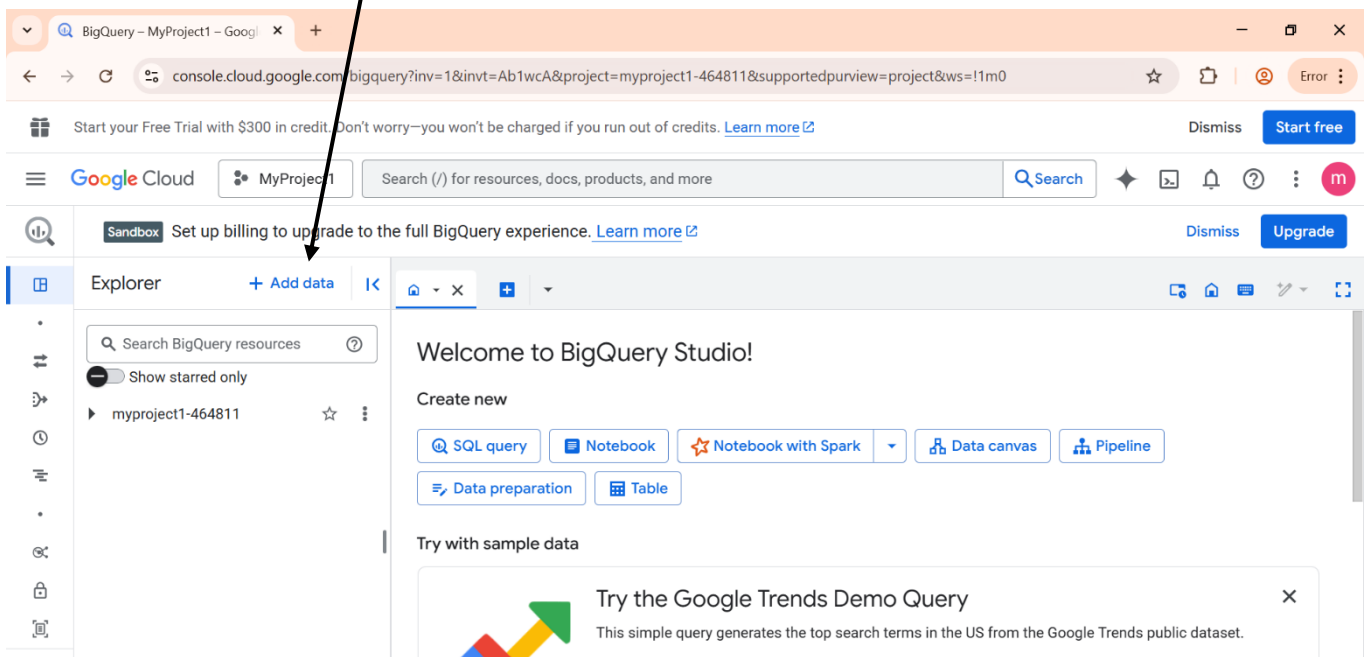 BigQuery – MyProject1 – Googl
console.cloud.google.com/bigquery?inv=1&invt=Ab1wcA&project=myproject1-464811&supportedpurview=project&ws=!1m0
Error
Start your Free Trial with $300 in credit. Don't worry—you won't be charged if you run out of credits. Learn more
Dismiss
Start free
Google Cloud
MyProject1
Search (/) for resources, docs, products, and more
Search
m
Sandbox Set up billing to upgrade to the full BigQuery experience. Learn more
Dismiss
Upgrade
Explorer
+ Add data
Search BigQuery resources
Show starred only
myproject1-464811
Welcome to BigQuery Studio!
Create new
SQL query
Notebook
Notebook with Spark
Data canvas
Pipeline
Data preparation
Table
Try with sample data
Try the Google Trends Demo Query
This simple query generates the top search terms in the US from the Google Trends public dataset.